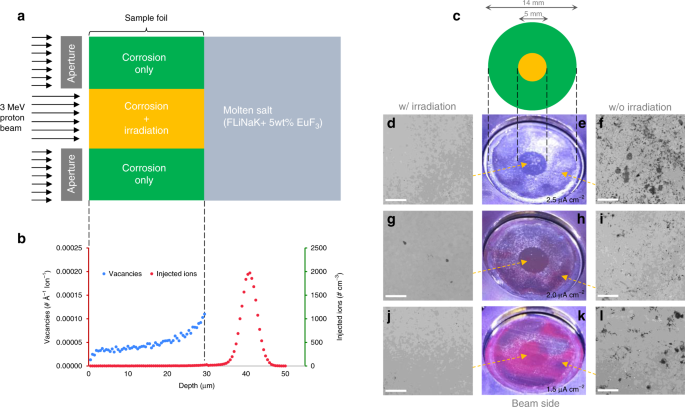 a
Sample foil
Aperture
Corrosion
only
3 MeV
proton
beam
Corrosion
+
irradiation
Molten salt
(FLiNaK+ 5wt% EuF₃)
Aperture
Corrosion
only
b
Vacancies (# Å⁻¹ ion⁻¹)
0.00025
0.00020
0.00015
0.00010
0.00005
0.00000
Vacancies
Injected ions
2500
2000
1500
1000
500
0
Injected ions (# cm⁻³)
0
10
20
30
40
50
Depth (μm)
c
14 mm
5 mm
w/ irradiation
w/o irradiation
d
e
f
2.5 μA cm⁻²
g
h
i
2.0 μA cm⁻²
j
k
l
1.5 μA cm⁻²
Beam side